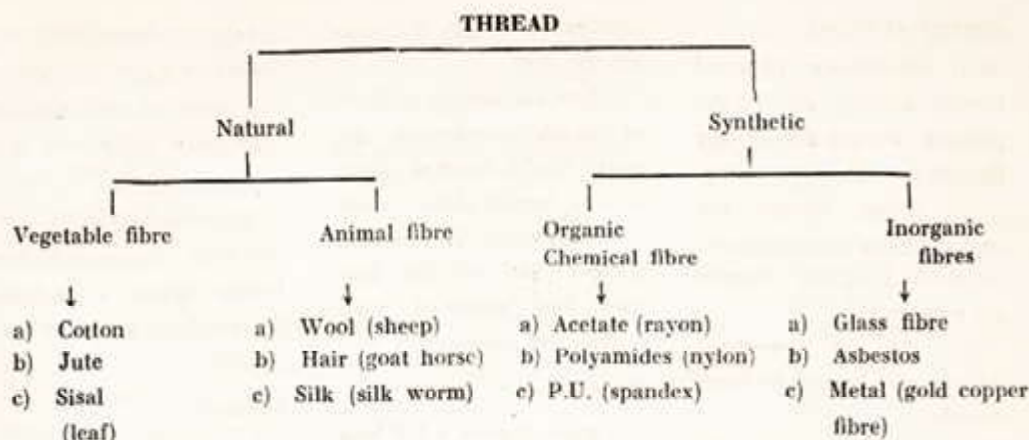 THREAD
Natural
Synthetic
Vegetable fibre
Animal fibre
Organic
Chemical fibre
Inorganic
fibres
a) Cotton
b) Jute
c) Sisal
(leaf)
a) Wool (sheep)
b) Hair (goat horse)
c) Silk (silk worm)
a) Acetate (rayon)
b) Polyamides (nylon)
c) P.U. (spandex)
a) Glass fibre
b) Asbestos
c) Metal (gold copper
fibre)